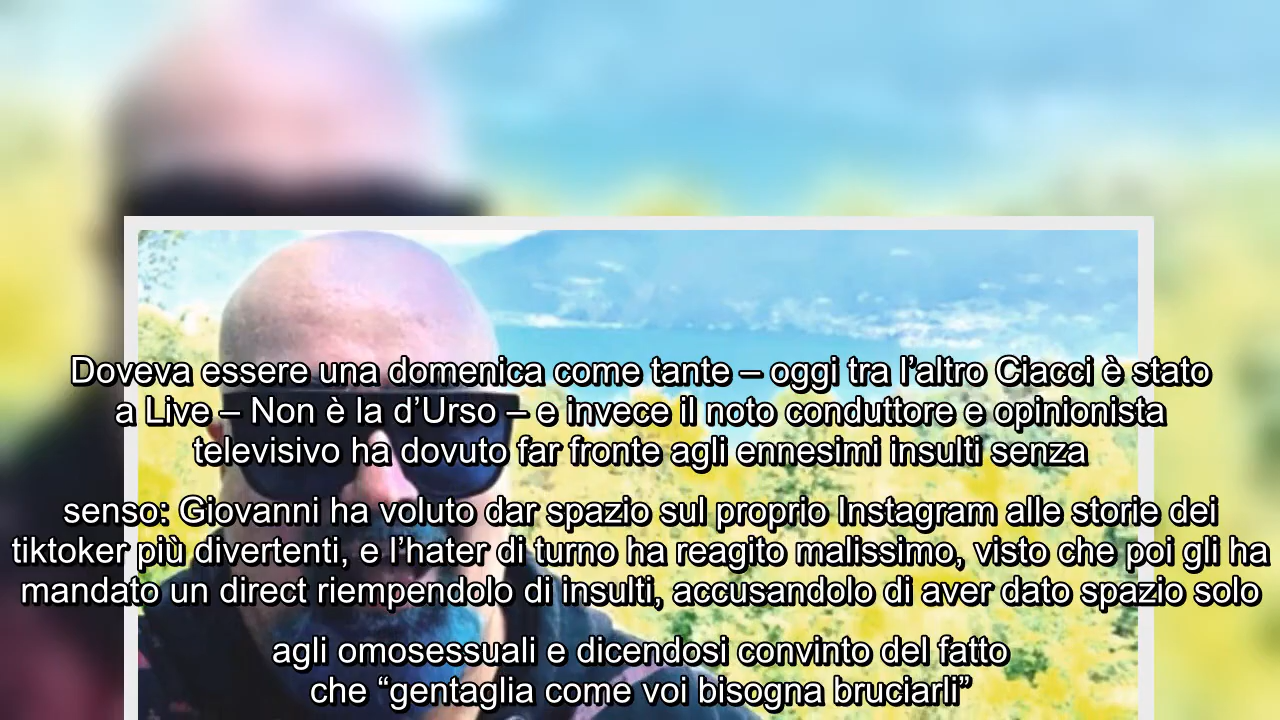 Doveva essere una domenica come tante – oggi tra l’altro Ciacci è stato
a Live – Non è la d’Urso – e invece il noto conduttore e opinionista
televisivo ha dovuto far fronte agli ennesimi insulti senza
senso: Giovanni ha voluto dar spazio sul proprio Instagram alle storie dei
tiktoker più divertenti, e l’hater di turno ha reagito malissimo, visto che poi gli ha
mandato un direct riempendolo di insulti, accusandolo di aver dato spazio solo
agli omosessuali e dicendosi convinto del fatto
che “gentaglia come voi bisogna bruciarli”